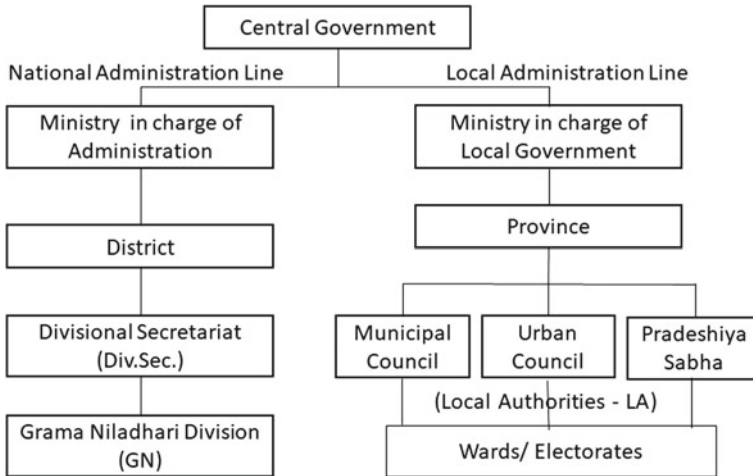 Central Government
National Administration Line
Local Administration Line
Ministry in charge of
Administration
Ministry in charge of
Local Government
District
Province
Divisional Secretariat
(Div.Sec.)
Municipal
Council
Urban
Council
Pradeshiya
Sabha
(Local Authorities - LA)
Grama Niladhari Division
(GN)
Wards/ Electorates